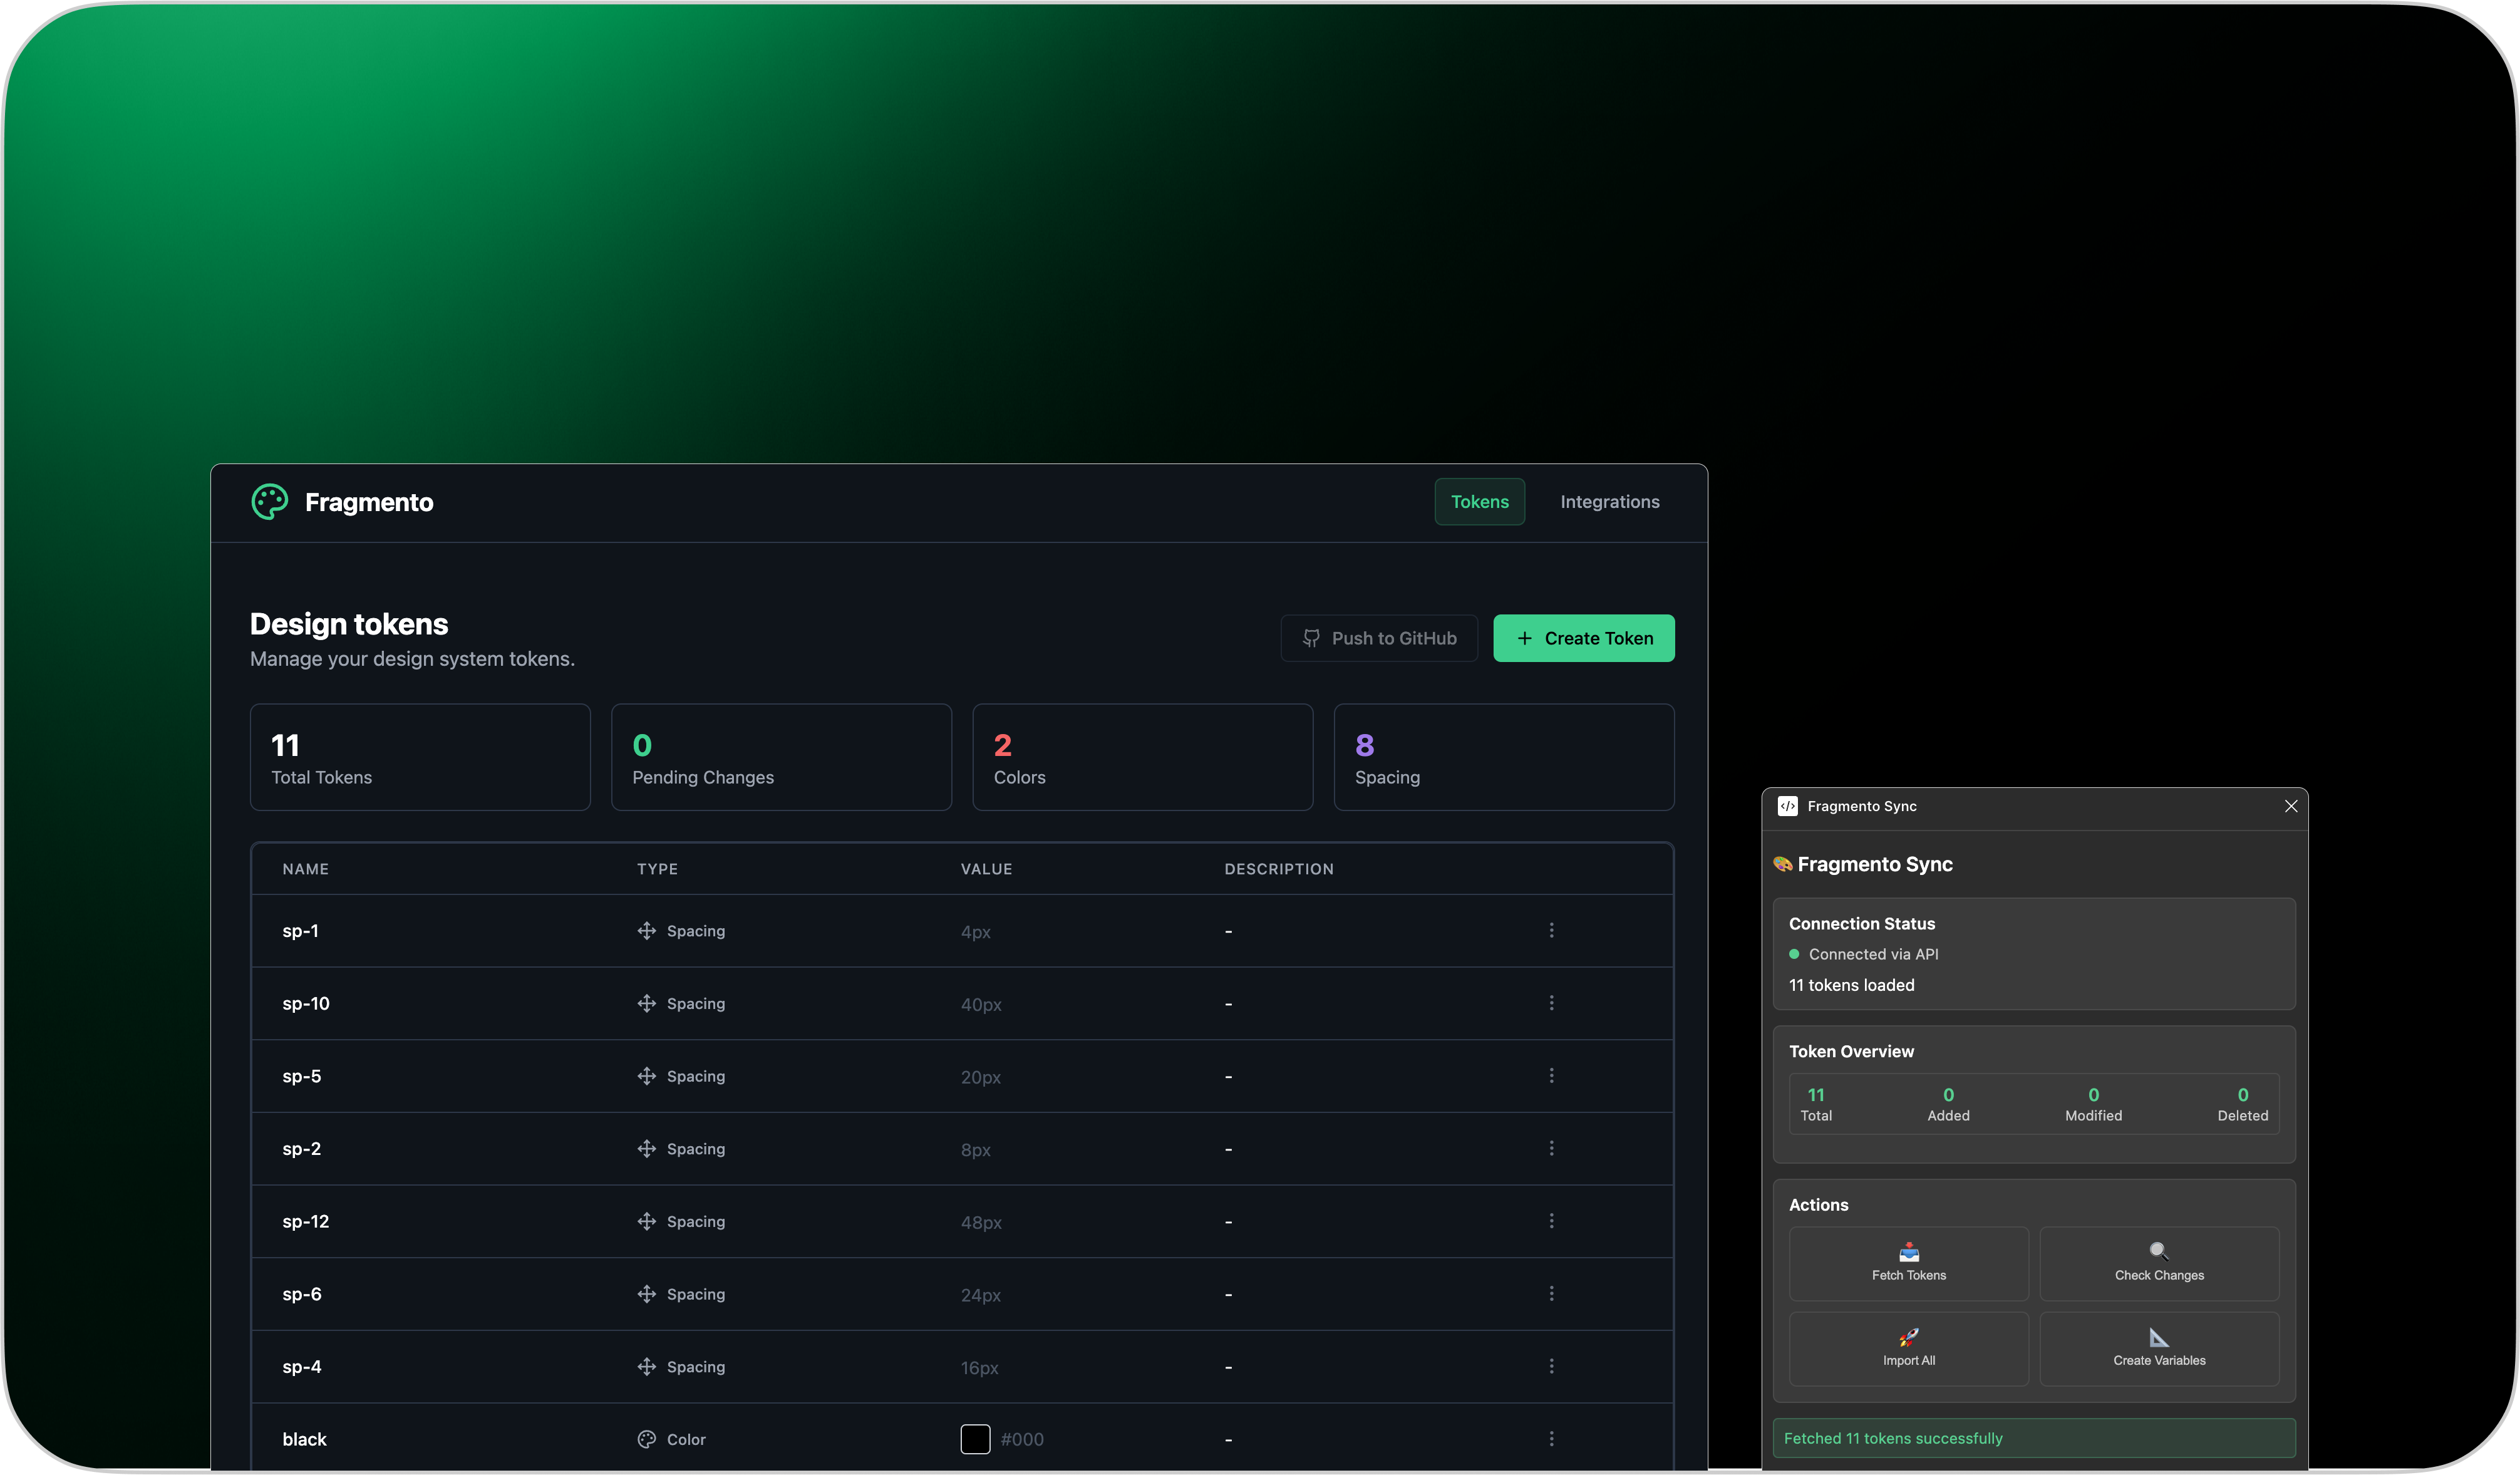 Fragmento
Tokens
Integrations
Design tokens
Manage your design system tokens.
Push to GitHub
+ Create Token
11
Total Tokens
0
Pending Changes
2
Colors
8
Spacing
NAME TYPE VALUE DESCRIPTION
sp-1 Spacing 4px -
sp-10 Spacing 40px -
sp-5 Spacing 20px -
sp-2 Spacing 8px -
sp-12 Spacing 48px -
sp-6 Spacing 24px -
sp-4 Spacing 16px -
black Color #000 -
</> Fragmento Sync
Fragmento Sync
Connection Status
Connected via API
11 tokens loaded
Token Overview
11 0 0 0
Total Added Modified Deleted
Actions
Fetch Tokens
Check Changes
Import All
Create Variables
Fetched 11 tokens successfully